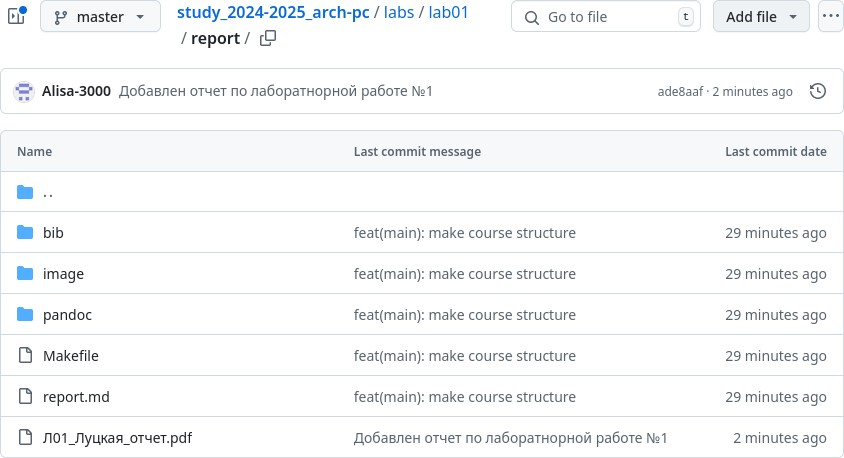 master study_2024-2025_arch-pc / labs / lab01 Go to file t Add file ...
/ report /
Alisa-3000 Добавлен отчет по лаборатнорной работе №1 ade8aaf · 2 minutes ago
Name Last commit message Last commit date
..
bib feat(main): make course structure 29 minutes ago
image feat(main): make course structure 29 minutes ago
pandoc feat(main): make course structure 29 minutes ago
Makefile feat(main): make course structure 29 minutes ago
report.md feat(main): make course structure 29 minutes ago
Л01_Луцкая_отчет.pdf Добавлен отчет по лаборатнорной работе №1 2 minutes ago